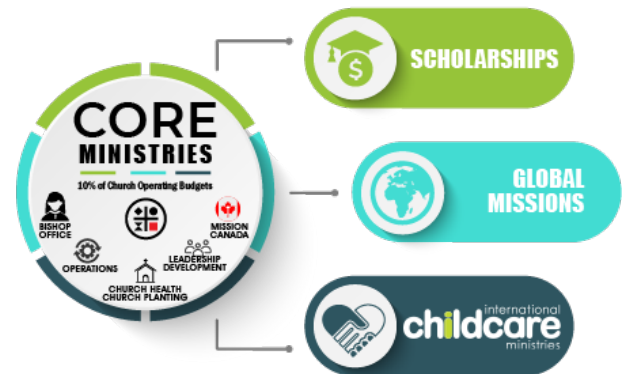 CORE
MINISTRIES
10% of Church Operating Budgets
BISHOP
OFFICE
MISSION
CANADA
OPERATIONS
LEADERSHIP
DEVELOPMENT
CHURCH HEALTH
CHURCH PLANTING
$
SCHOLARSHIPS
GLOBAL
MISSIONS
international
childcare
ministries